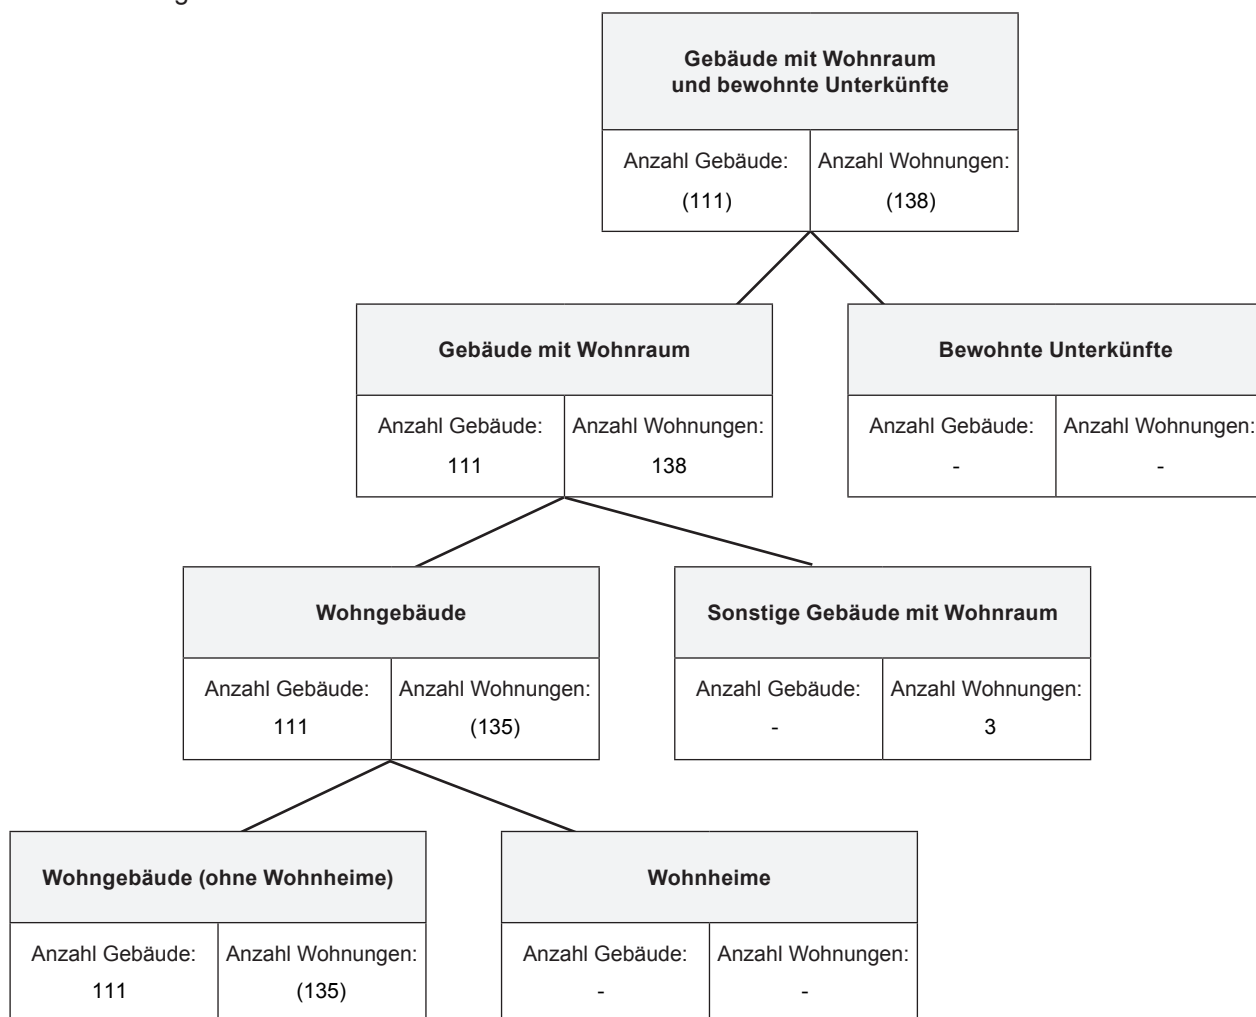 Gebäude mit Wohnraum
und bewohnte Unterkünfte
Anzahl Gebäude: Anzahl Wohnungen:
(111) (138)
Gebäude mit Wohnraum
Anzahl Gebäude: Anzahl Wohnungen:
111 138
Bewohnte Unterkünfte
Anzahl Gebäude: Anzahl Wohnungen:
- -
Wohngebäude
Anzahl Gebäude: Anzahl Wohnungen:
111 (135)
Sonstige Gebäude mit Wohnraum
Anzahl Gebäude: Anzahl Wohnungen:
- 3
Wohngebäude (ohne Wohnheime)
Anzahl Gebäude: Anzahl Wohnungen:
111 (135)
Wohnheime
Anzahl Gebäude: Anzahl Wohnungen:
- -